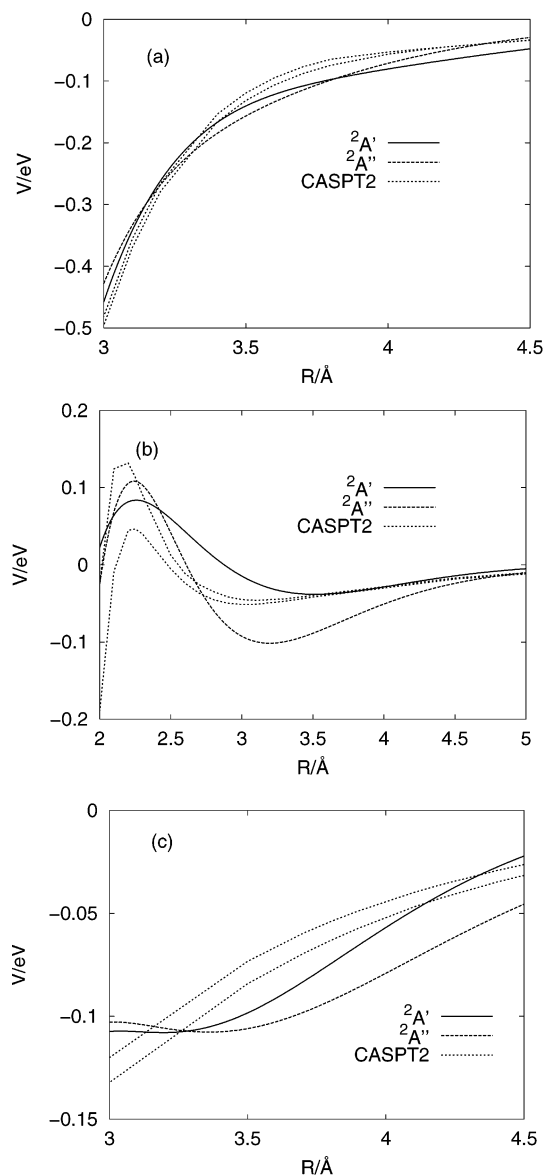 0
−0.1
−0.2
−0.3
−0.4
−0.5
V/eV
(a)
²A'
²A''
CASPT2
3
3.5
4
4.5
R/Å
0.2
0.1
0
−0.1
−0.2
V/eV
(b)
²A'
²A''
CASPT2
2
2.5
3
3.5
4
4.5
5
R/Å
0
−0.05
−0.1
−0.15
V/eV
(c)
²A'
²A''
CASPT2
3
3.5
4
4.5
R/Å